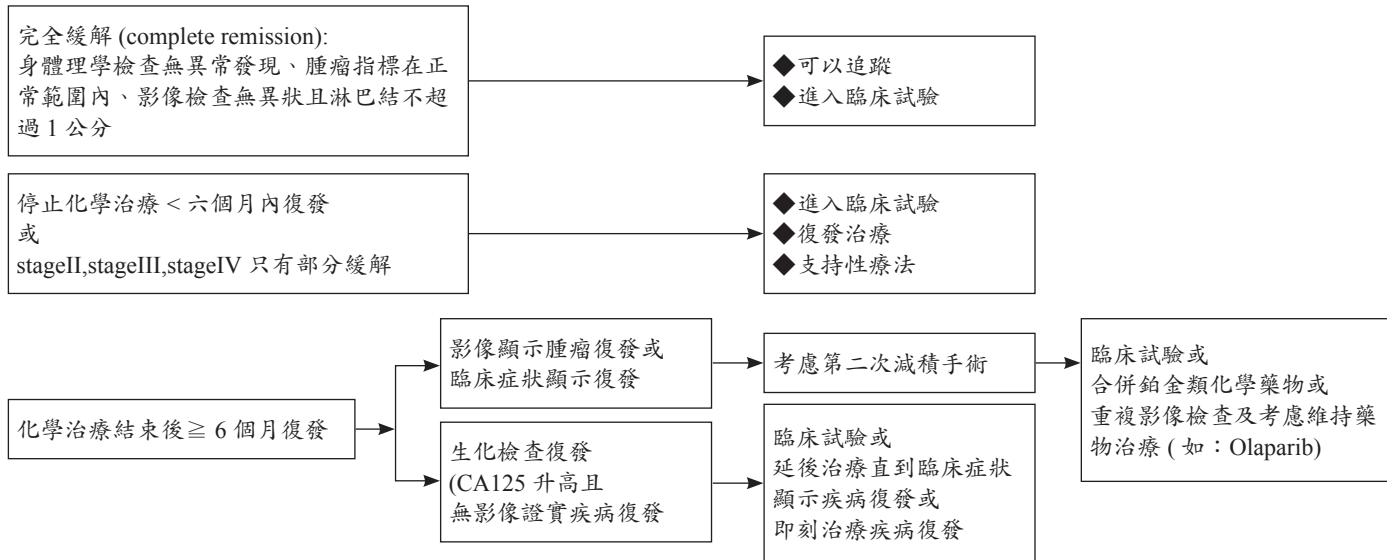 完全緩解 (complete remission):
身體理學檢查無異常發現、腫瘤指標在正
常範圍內、影像檢查無異狀且淋巴結不超
過 1 公分
◆可以追蹤
◆進入臨床試驗
停止化學治療 < 六個月內復發
或
stageII,stageIII,stageIV 只有部分緩解
◆進入臨床試驗
◆復發治療
◆支持性療法
化學治療結束後≧ 6 個月復發
影像顯示腫瘤復發或
臨床症狀顯示復發
考慮第二次減積手術
臨床試驗或
合併鉑金類化學藥物或
重複影像檢查及考慮維持藥
物治療 ( 如：Olaparib)
生化檢查復發
(CA125 升高且
無影像證實疾病復發
臨床試驗或
延後治療直到臨床症狀
顯示疾病復發或
即刻治療疾病復發